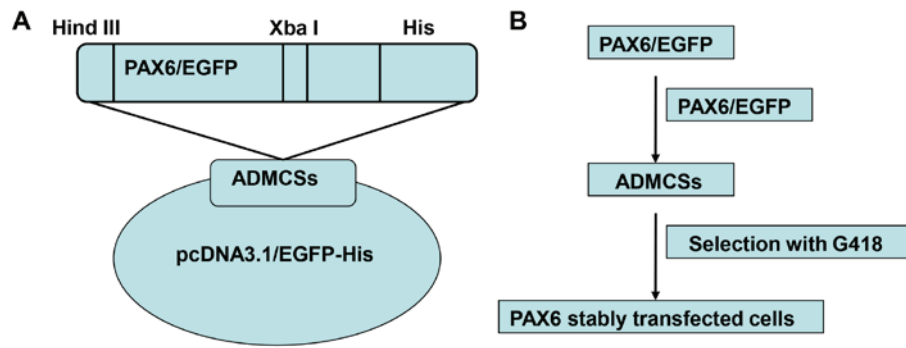 A
Hind III
Xba I
His
PAX6/EGFP
ADMCSs
pcDNA3.1/EGFP-His
B
PAX6/EGFP
PAX6/EGFP
ADMCSs
Selection with G418
PAX6 stably transfected cells